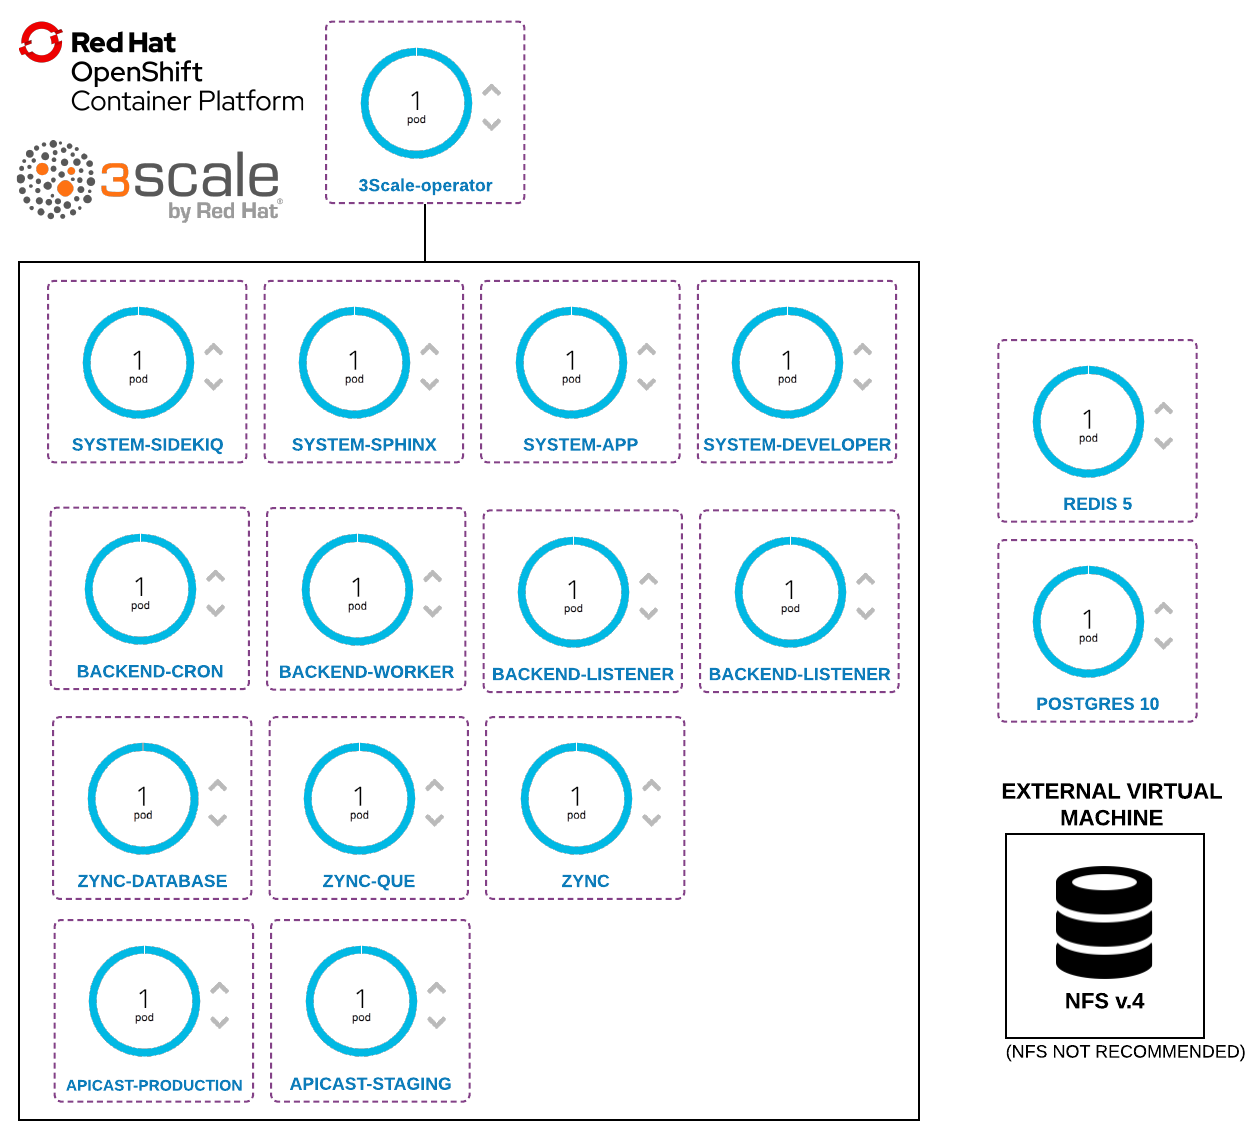 Red Hat
OpenShift
Container Platform
3scale
by Red Hat®
1
pod
3Scale-operator
1
pod
SYSTEM-SIDEKIQ
1
pod
SYSTEM-SPHINX
1
pod
SYSTEM-APP
1
pod
SYSTEM-DEVELOPER
1
pod
BACKEND-CRON
1
pod
BACKEND-WORKER
1
pod
BACKEND-LISTENER
1
pod
BACKEND-LISTENER
1
pod
ZYNC-DATABASE
1
pod
ZYNC-QUE
1
pod
ZYNC
1
pod
APICAST-PRODUCTION
1
pod
APICAST-STAGING
1
pod
REDIS 5
1
pod
POSTGRES 10
EXTERNAL VIRTUAL
MACHINE
NFS v.4
(NFS NOT RECOMMENDED)